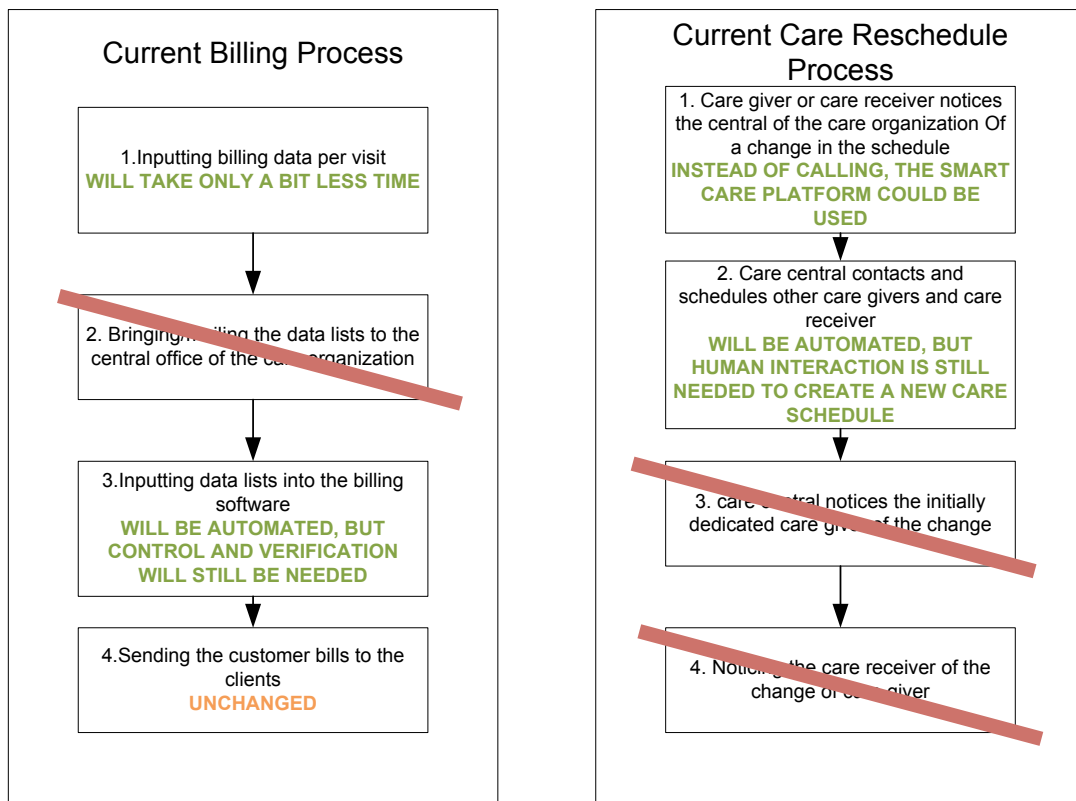 Current Billing Process
1.Inputting billing data per visit
WILL TAKE ONLY A BIT LESS TIME
2. Bringing/mailing the data lists to the
central office of the care organization
3.Inputting data lists into the billing
software
WILL BE AUTOMATED, BUT
CONTROL AND VERIFICATION
WILL STILL BE NEEDED
4.Sending the customer bills to the
clients
UNCHANGED
Current Care Reschedule
Process
1. Care giver or care receiver notices
the central of the care organization Of
a change in the schedule
INSTEAD OF CALLING, THE SMART
CARE PLATFORM COULD BE
USED
2. Care central contacts and
schedules other care givers and care
receiver
WILL BE AUTOMATED, BUT
HUMAN INTERACTION IS STILL
NEEDED TO CREATE A NEW CARE
SCHEDULE
3. care central notices the initially
dedicated care giver of the change
4. Noticing the care receiver of the
change of care giver